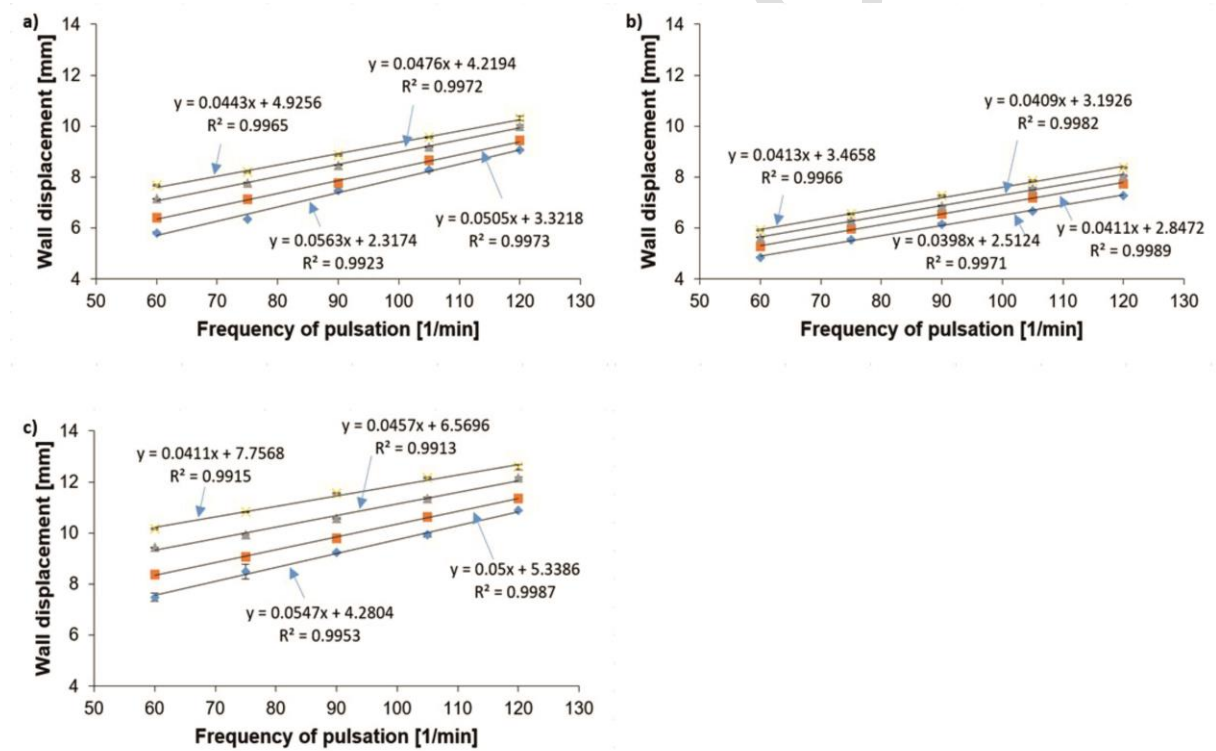 a)
14
12
10
8
6
4
Wall displacement [mm]
y = 0.0443x + 4.9256
R² = 0.9965
y = 0.0476x + 4.2194
R² = 0.9972
y = 0.0563x + 2.3174
R² = 0.9923
y = 0.0505x + 3.3218
R² = 0.9973
50 60 70 80 90 100 110 120 130
Frequency of pulsation [1/min]
b)
14
12
10
8
6
4
Wall displacement [mm]
y = 0.0413x + 3.4658
R² = 0.9966
y = 0.0409x + 3.1926
R² = 0.9982
y = 0.0398x + 2.5124
R² = 0.9971
y = 0.0411x + 2.8472
R² = 0.9989
50 60 70 80 90 100 110 120 130
Frequency of pulsation [1/min]
c)
14
12
10
8
6
4
Wall displacement [mm]
y = 0.0411x + 7.7568
R² = 0.9915
y = 0.0457x + 6.5696
R² = 0.9913
y = 0.0547x + 4.2804
R² = 0.9953
y = 0.05x + 5.3386
R² = 0.9987
50 60 70 80 90 100 110 120 130
Frequency of pulsation [1/min]